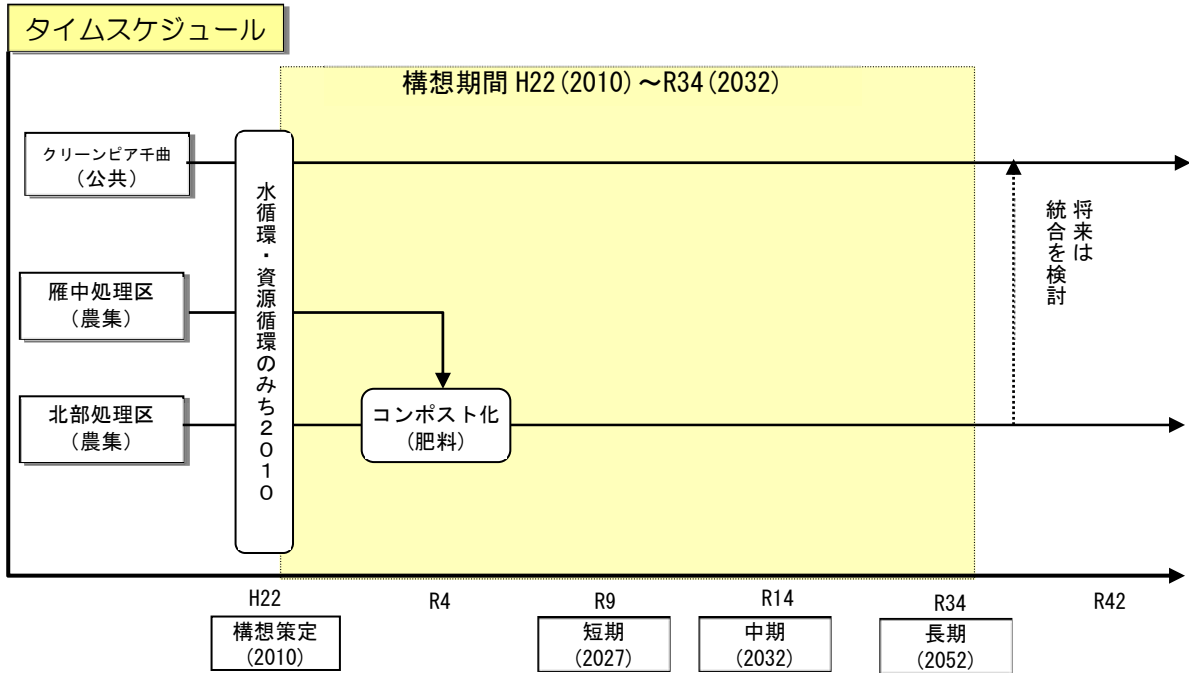 タイムスケジュール
構想期間 H22(2010)～R34(2032)
クリーンピア千曲
(公共)
雁中処理区
(農集)
北部処理区
(農集)
水循環・資源循環のみち2010
コンポスト化
(肥料)
将来は
統合を検討
H22
R4
R9
R14
R34
R42
構想策定
(2010)
短期
(2027)
中期
(2032)
長期
(2052)